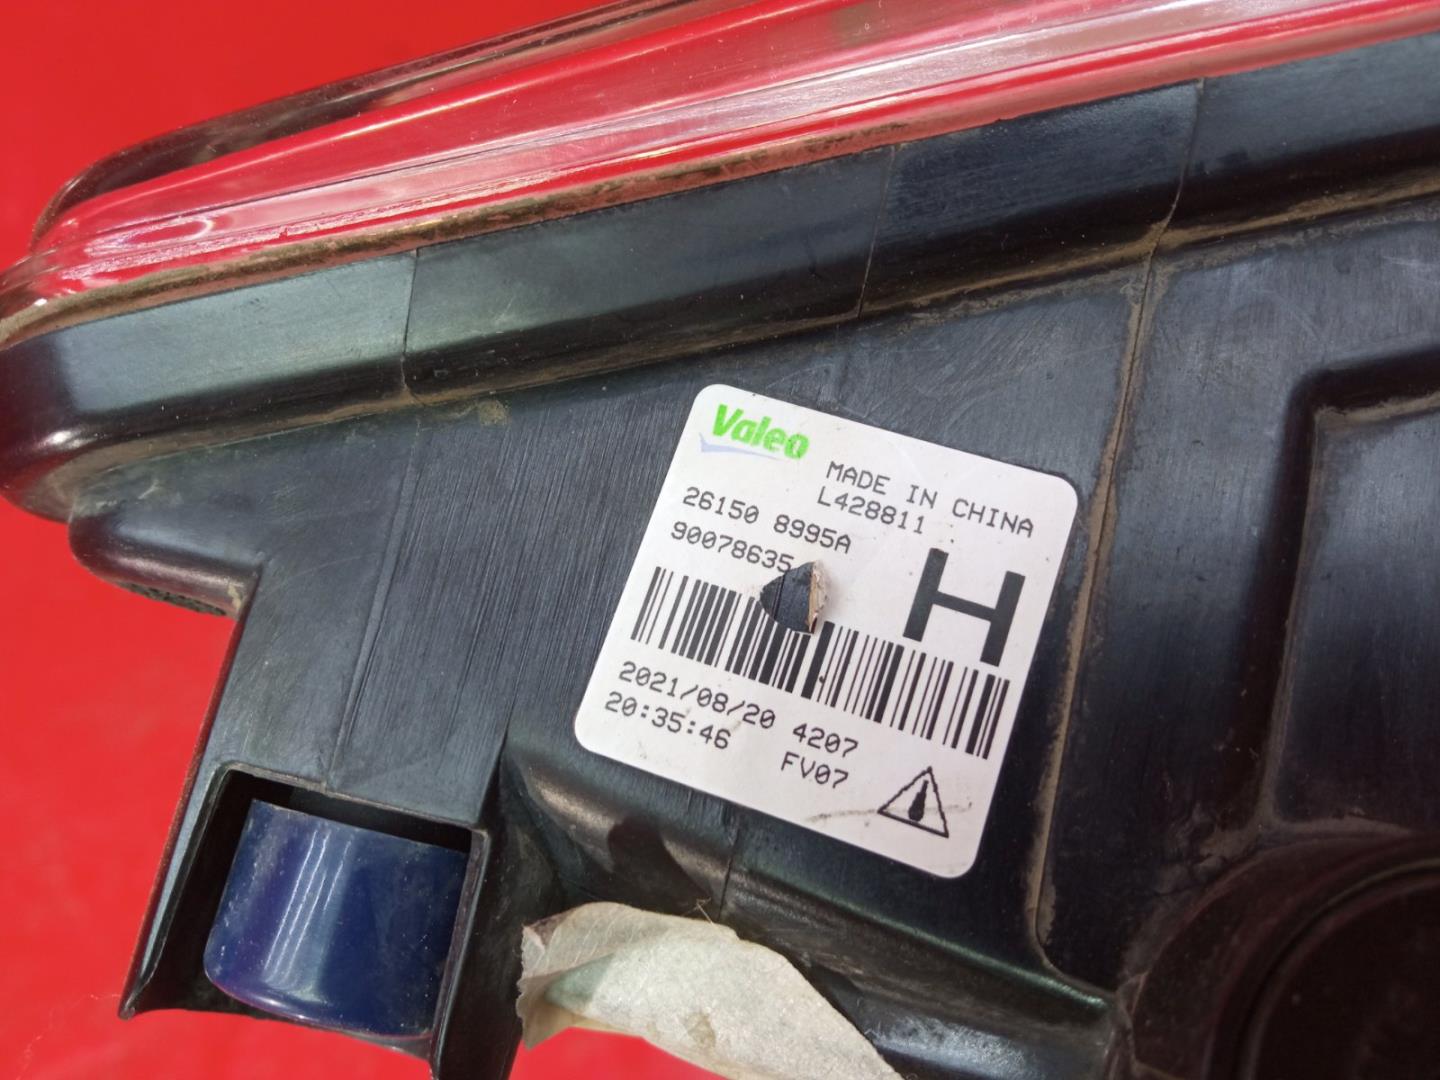 Valeo
MADE IN CHINA
L428811
26150 8995A
90078635
H
2021/08/20 4207
20:35:46 FV07